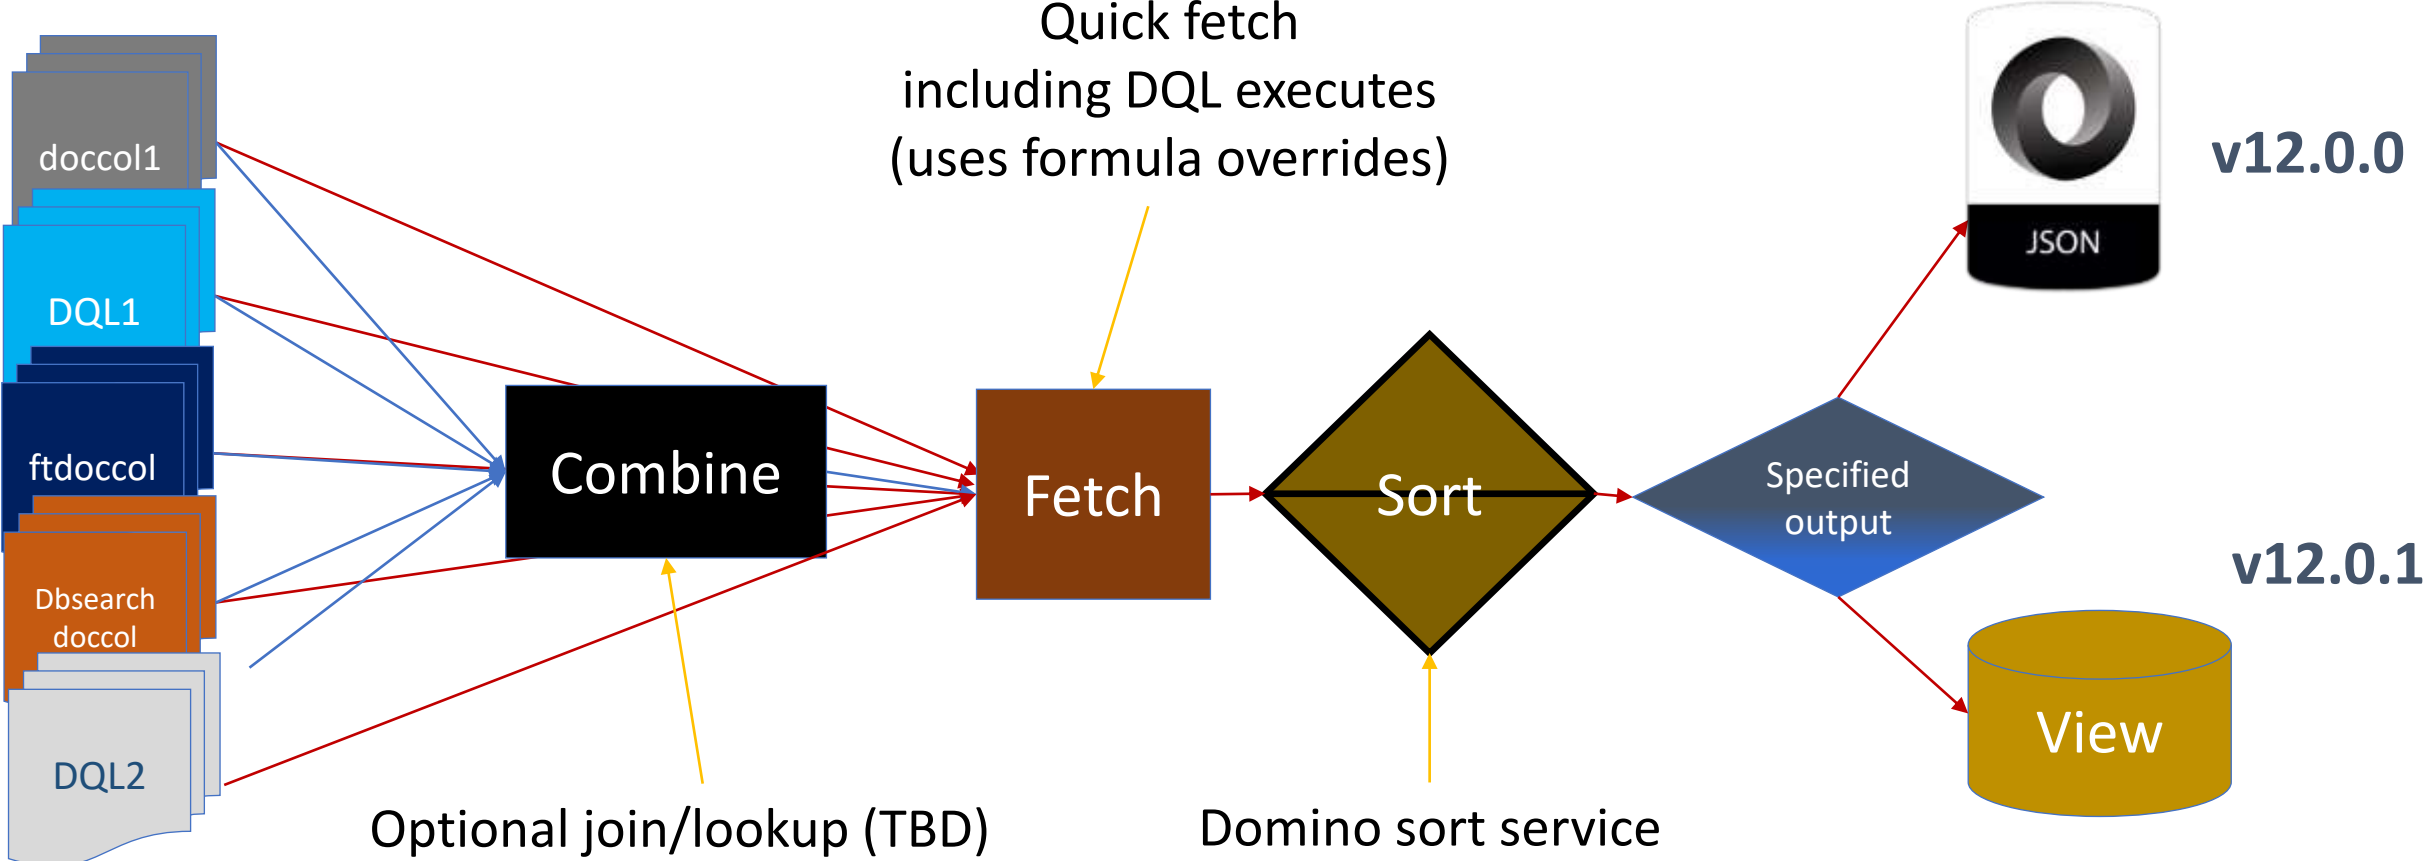 Quick fetch
including DQL executes
(uses formula overrides)
JSON
v12.0.0
doccol1
DQL1
ftdoccol
Dbsearch
doccol
DQL2
Combine
Fetch
Sort
Specified
output
v12.0.1
View
Optional join/lookup (TBD)
Domino sort service